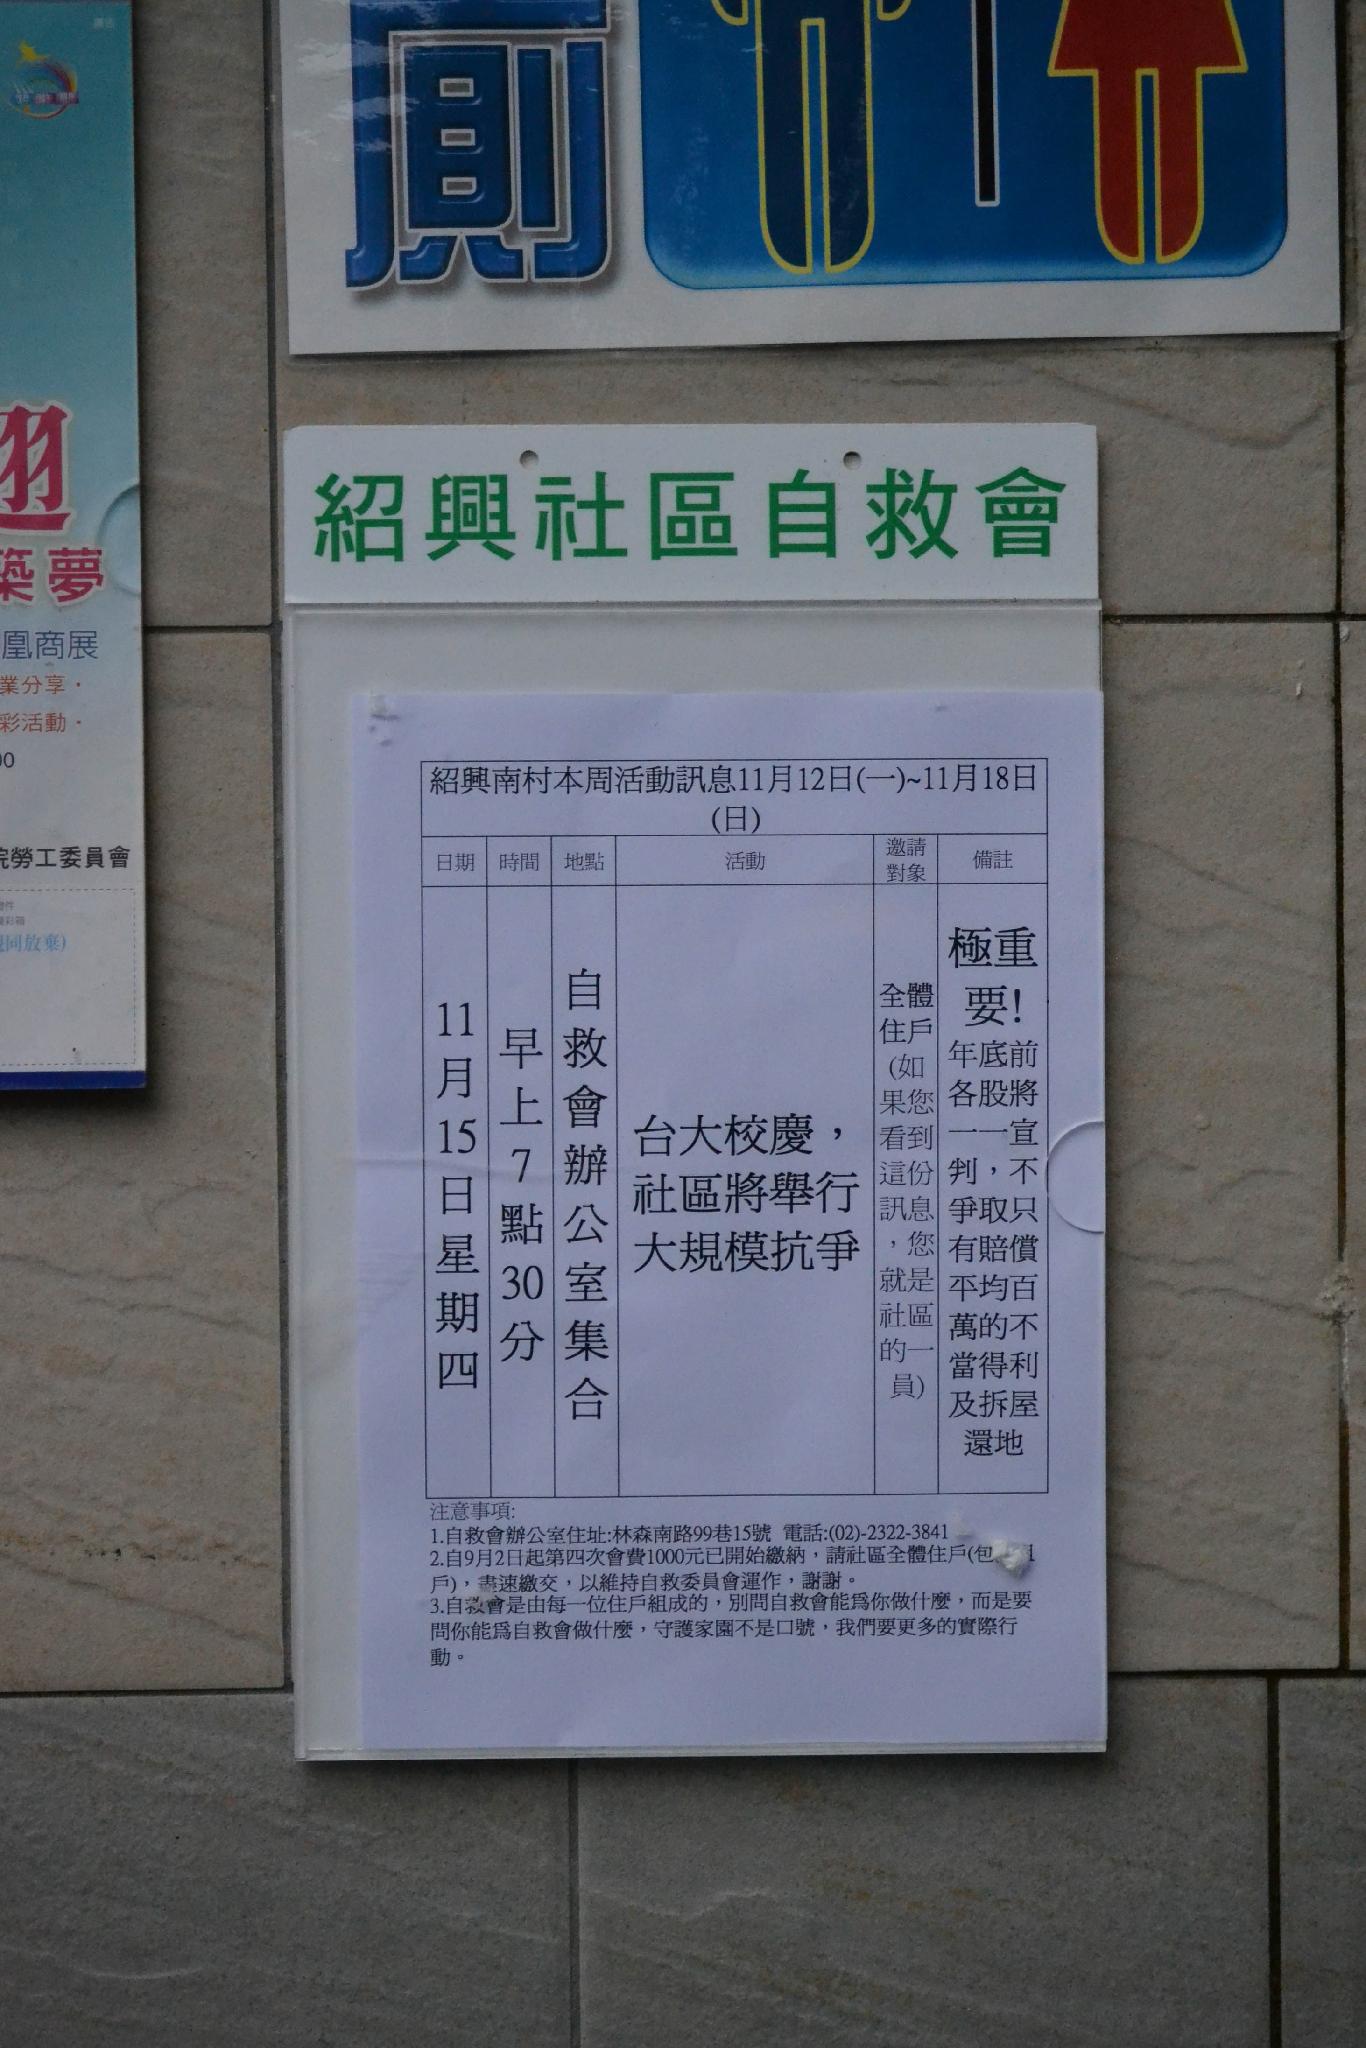 廁
翅
築夢
凰商展
業分享·
彩活動·
00
院勞工委員會
視同放棄)
紹興社區自救會
紹興南村本周活動訊息11月12日(一)~11月18日
(日)
日期
時間
地點
活動
邀請
對象
備註
11
月
15
日
星
期
四
早
上
7
點
30
分
自
救
會
辦
公
室
集
合
台大校慶，
社區將舉行
大規模抗爭
全體
住戶
(如
果您
看到
這份
訊息
，您
就是
社區
的一
員)
極重
要!
年底前
各股將
一一宣
判，不
爭取只
有賠償
平均百
萬的不
當得利
及拆屋
還地
注意事項:
1.自救會辦公室住址:林森南路99巷15號 電話:(02)-2322-3841
2.自9月2日起第四次會費1000元已開始繳納，請社區全體住戶(包
戶)，盡速繳交，以維持自救委員會運作，謝謝。
3.自救會是由每一位住戶組成的，別問自救會能為你做什麼，而是要
問你能為自救會做什麼，守護家園不是口號，我們要更多的實際行
動。